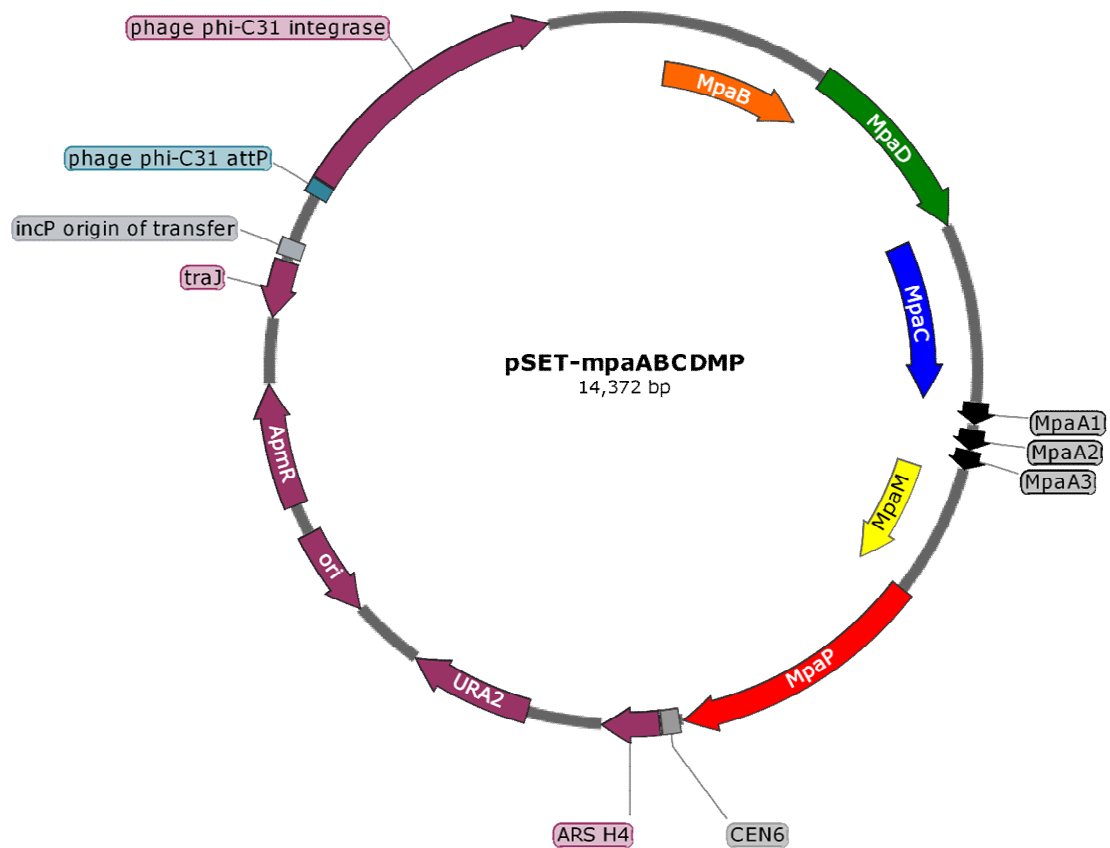 phage phi-C31 integrase
MpaB
MpaD
phage phi-C31 attP
incP origin of transfer
traJ
MpaC
pSET-mpaABCDMP
14,372 bp
MpaA1
MpaA2
MpaA3
ApmR
MpaM
ori
MpaP
URA2
ARS H4
CEN6